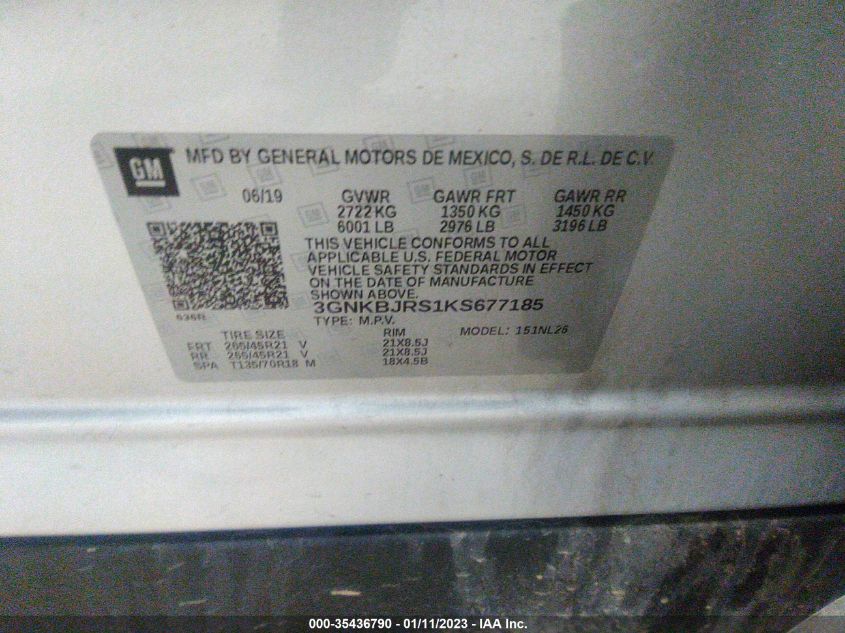 GM
MFD BY GENERAL MOTORS DE MEXICO, S. DE R.L. DE C.V.
06/19 GVWR GAWR FRT GAWR RR
2722 KG 1350 KG 1450 KG
6001 LB 2976 LB 3196 LB
THIS VEHICLE CONFORMS TO ALL
APPLICABLE U.S. FEDERAL MOTOR
VEHICLE SAFETY STANDARDS IN EFFECT
ON THE DATE OF MANUFACTURE
SHOWN ABOVE.
3GNKBJRS1KS677185
TYPE: M.P.V. MODEL: 151NL26
TIRE SIZE RIM
FRT 265/45R21 V 21X8.5J
RR 265/45R21 V 21X8.5J
SPA T135/70R18 M 18X4.5B
000-35436790 - 01/11/2023 - IAA Inc.